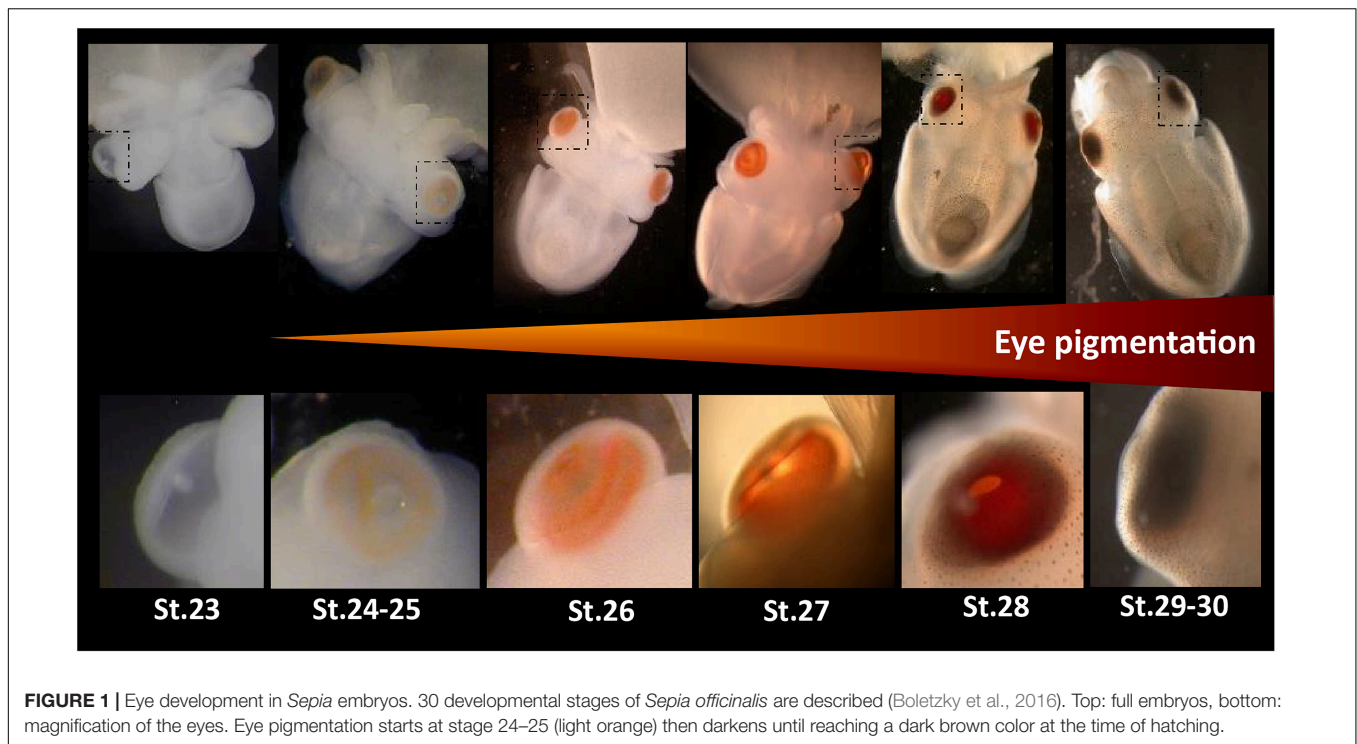 Eye pigmentation
St.23 St.24-25 St.26 St.27 St.28 St.29-30
FIGURE 1 | Eye development in Sepia embryos. 30 developmental stages of Sepia officinalis are described (Boletzky et al., 2016). Top: full embryos, bottom:
magnification of the eyes. Eye pigmentation starts at stage 24–25 (light orange) then darkens until reaching a dark brown color at the time of hatching.